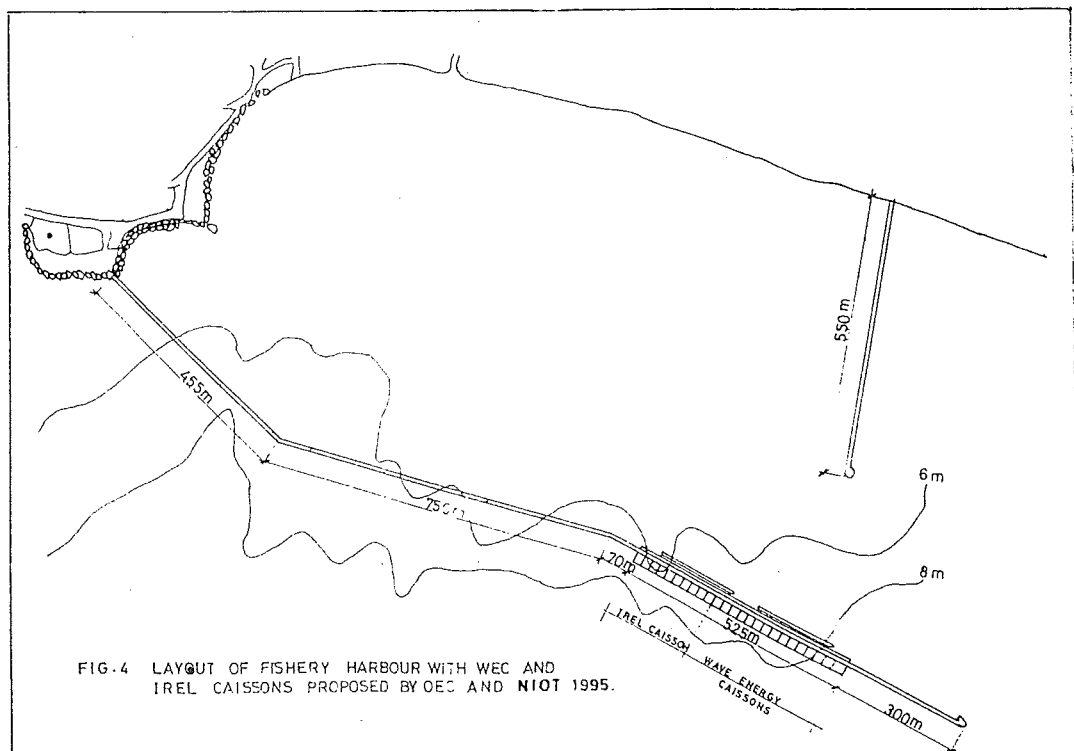 550m
455m
6m
750m
70m
8m
525m
IREL CAISSON
WAVE ENERGY
CAISSONS
300m
FIG.4 LAYOUT OF FISHERY HARBOUR WITH WEC AND
IREL CAISSONS PROPOSED BY OEC AND NIOT 1995.